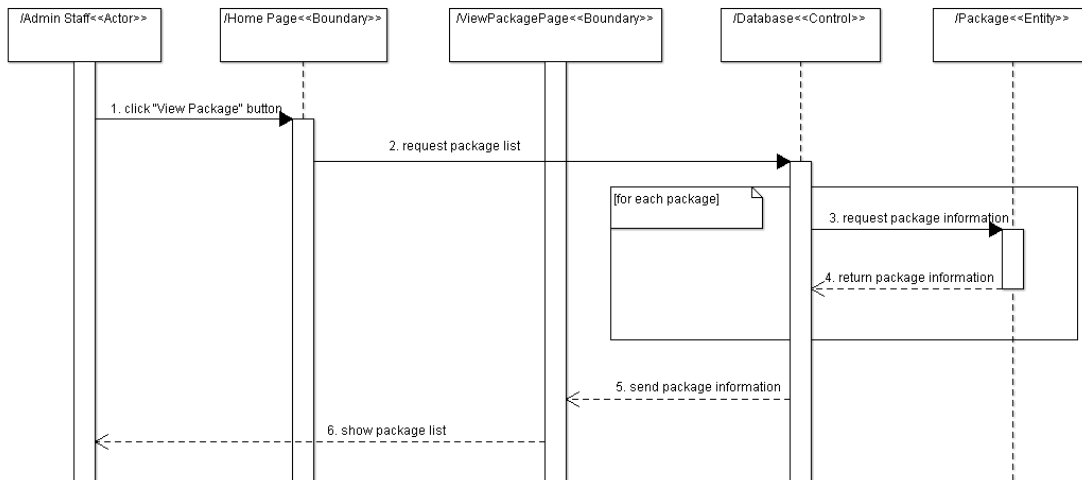 /Admin Staff<<Actor>>
/Home Page<<Boundary>>
/ViewPackagePage<<Boundary>>
/Database<<Control>>
/Package<<Entity>>
1. click "View Package" button
2. request package list
[for each package]
3. request package information
4. return package information
5. send package information
6. show package list